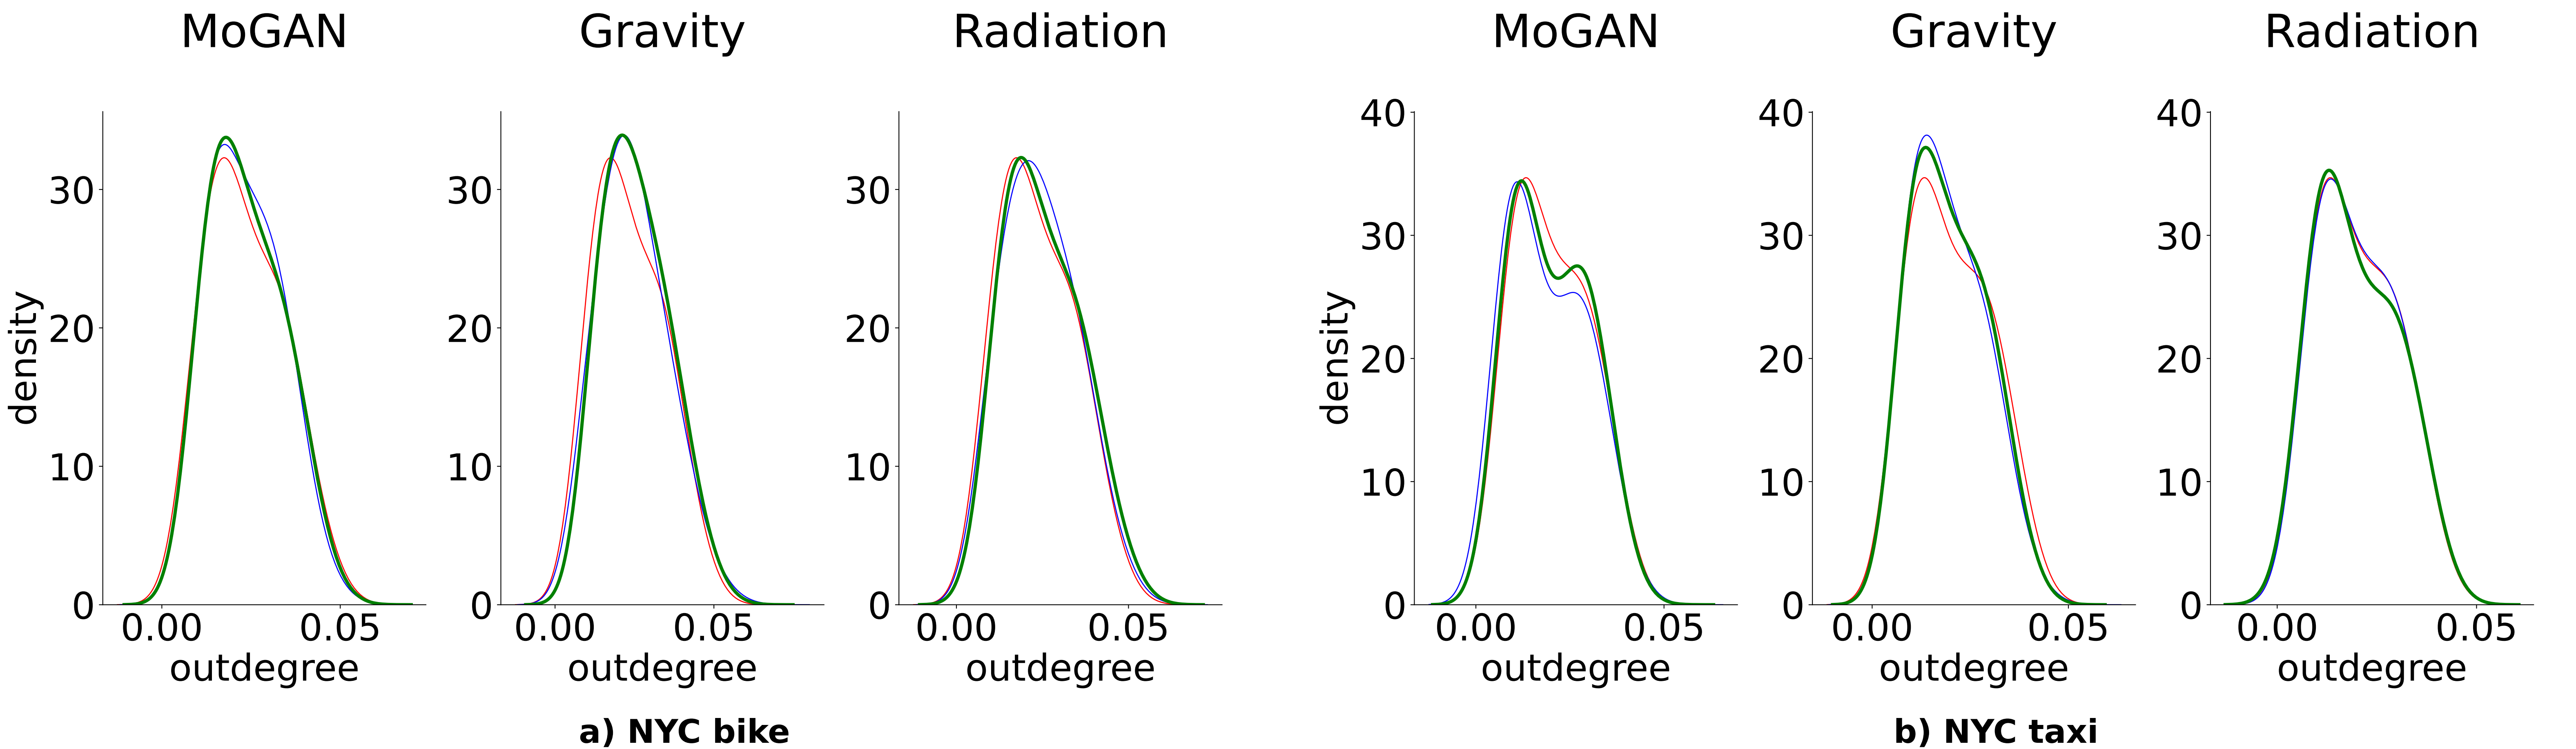 MoGAN Gravity Radiation MoGAN Gravity Radiation
40 40 40
30 30 30 30 30 30
20 20 20 20 20 20
10 10 10 10 10 10
0 0 0 0 0 0
density density
0.00 0.05 0.00 0.05 0.00 0.05 0.00 0.05 0.00 0.05 0.00 0.05
outdegree outdegree outdegree outdegree outdegree outdegree
a) NYC bike b) NYC taxi